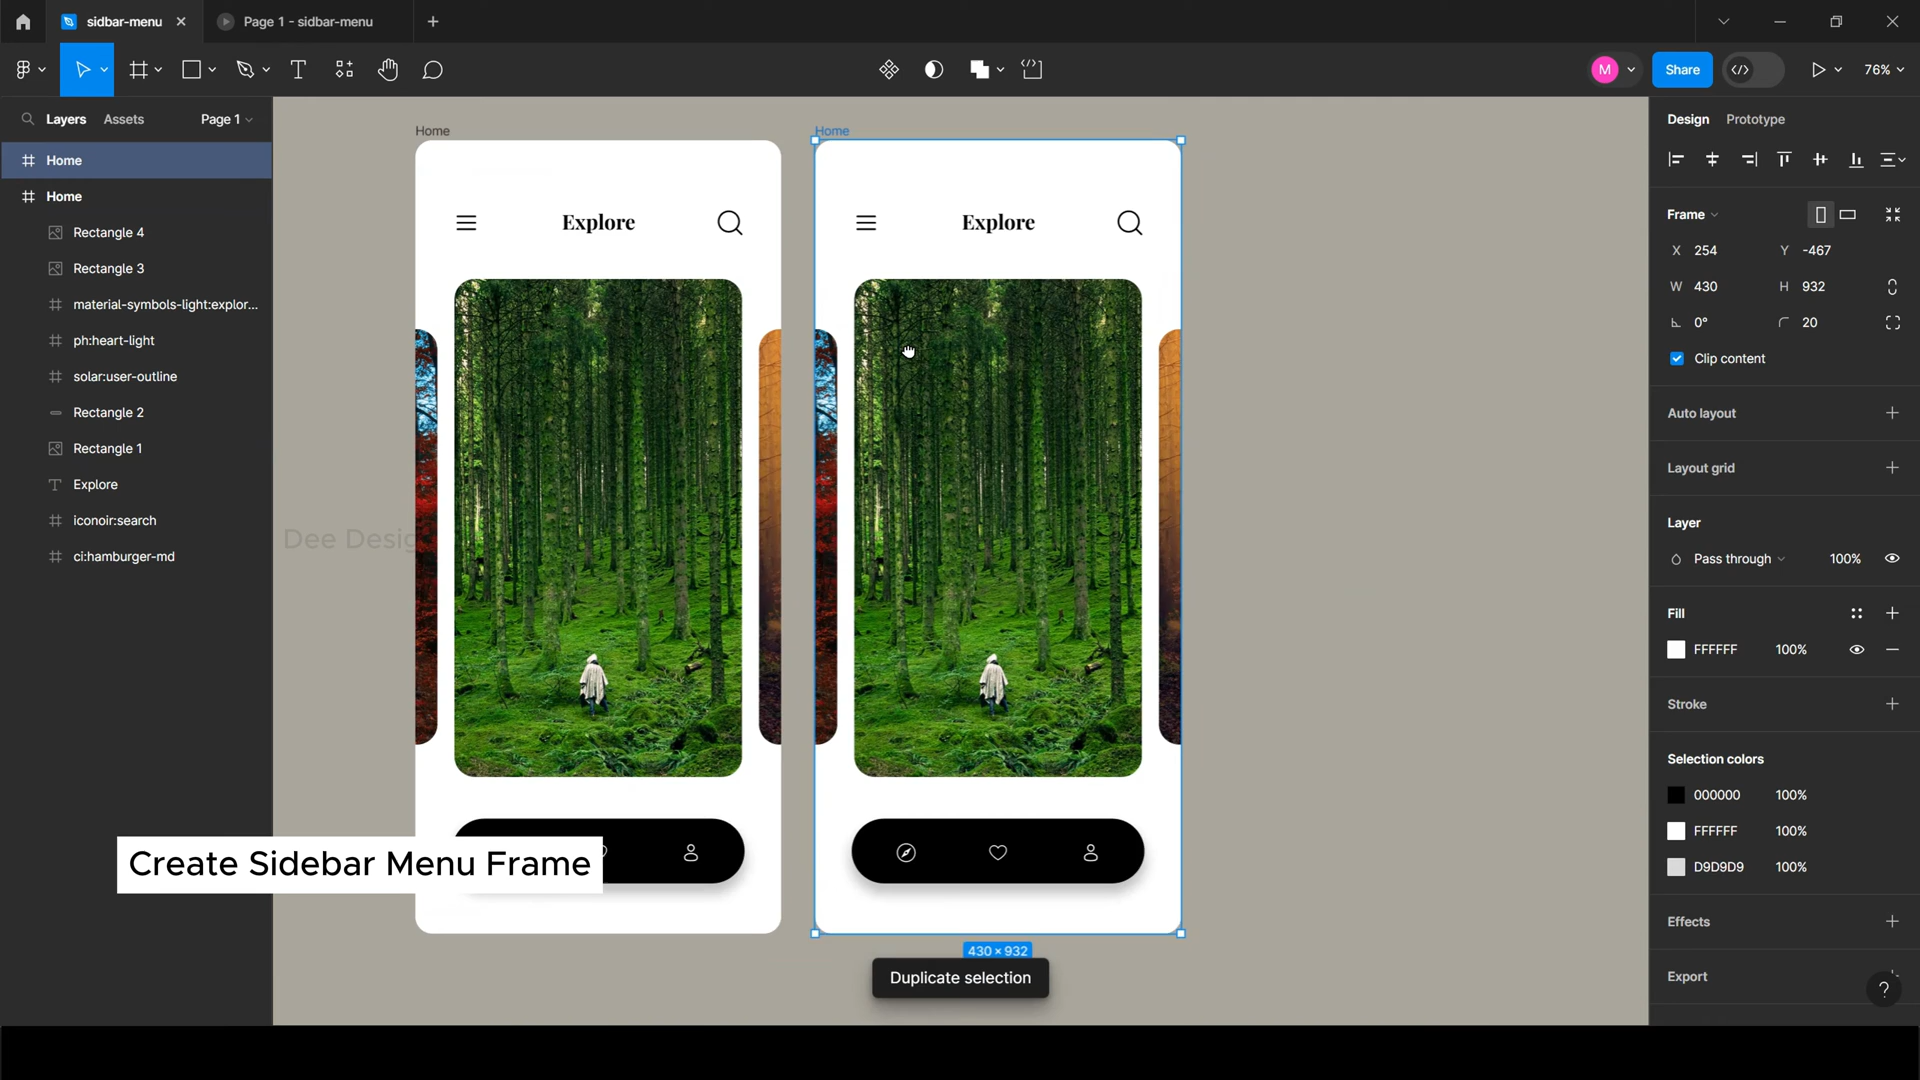 sidbar-menu
Page 1 - sidbar-menu
M
Share
76%
Layers
Assets
Page 1
Home
Home
Rectangle 4
Rectangle 3
material-symbols-light:explor...
ph:heart-light
solar:user-outline
Rectangle 2
Rectangle 1
Explore
iconoir:search
ci:hamburger-md
Home
Explore
Dee Desig
Home
Explore
430 × 932
Duplicate selection
Create Sidebar Menu Frame
Design
Prototype
Frame
X 254
Y -467
W 430
H 932
0°
20
Clip content
Auto layout
Layout grid
Layer
Pass through
100%
Fill
FFFFFF 100%
Stroke
Selection colors
000000 100%
FFFFFF 100%
D9D9D9 100%
Effects
Export
?